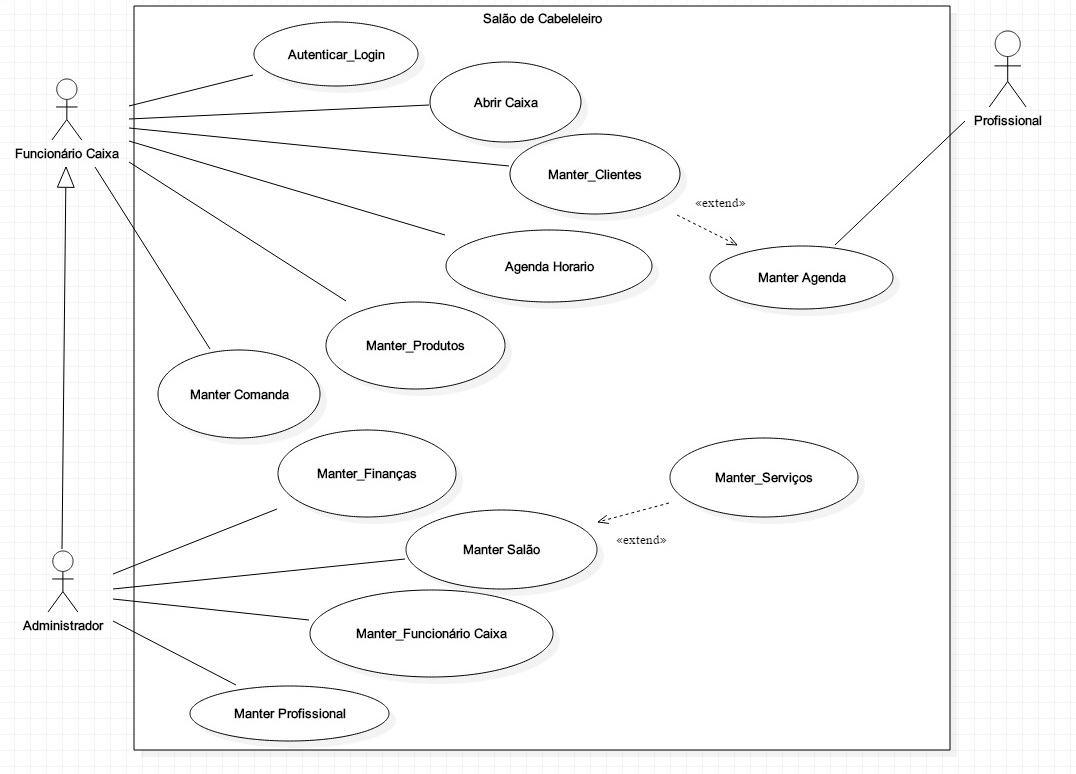 Salão de Cabeleleiro
Autenticar_Login
Abrir Caixa
Profissional
Funcionário Caixa
Manter_Clientes
«extend»
Agenda Horario
Manter Agenda
Manter_Produtos
Manter Comanda
Manter_Finanças
Manter_Serviços
«extend»
Manter Salão
Administrador
Manter_Funcionário Caixa
Manter Profissional